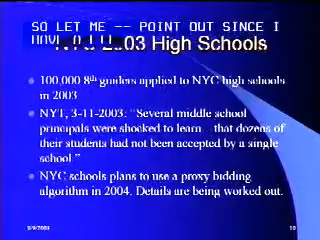 SO LET ME -- POINT OUT SINCE I
2003 High Schools
100,000 8th graders applied to NYC high schools
in 2003.
NYT, 3-11-2003: "Several middle school
principals were shocked to learn... that dozens of
their students had not been accepted by a single
school."
NYC schools plans to use a proxy bidding
algorithm in 2004. Details are being worked out.
10